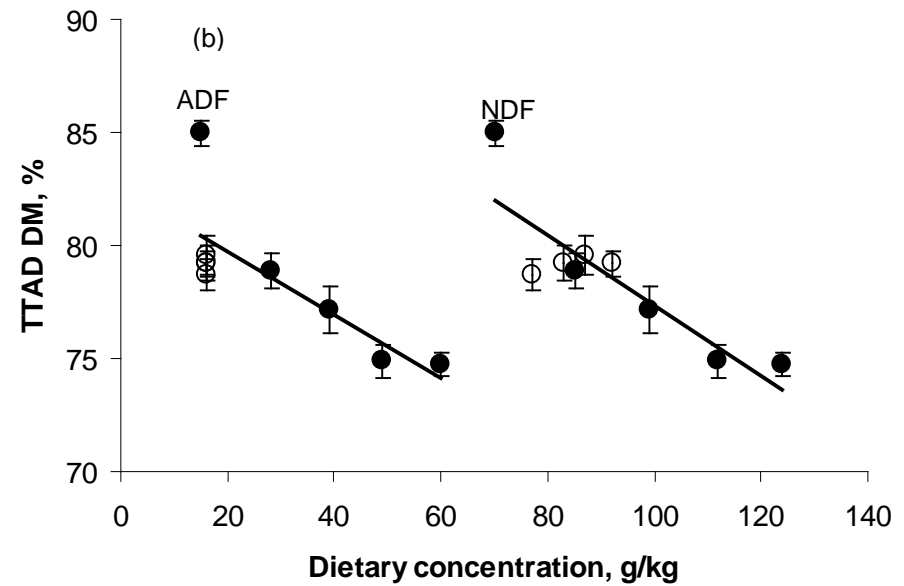 90
(b)
ADF
NDF
85
80
75
70
TTAD DM, %
0 20 40 60 80 100 120 140
Dietary concentration, g/kg